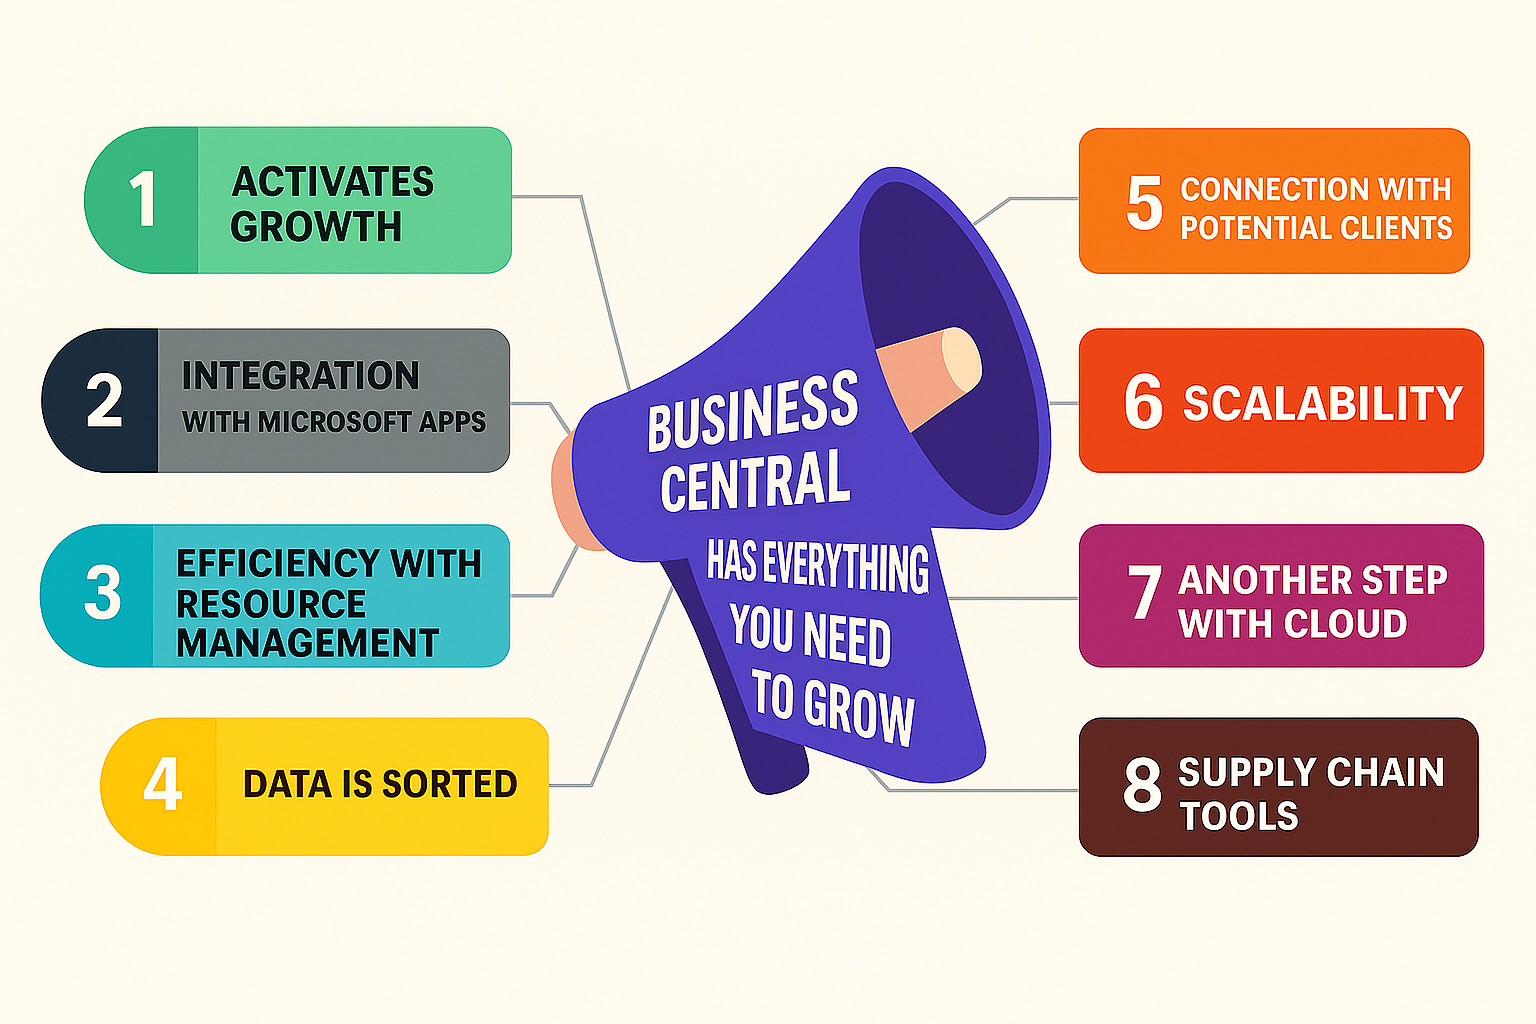 1
ACTIVATES
GROWTH
2
INTEGRATION
WITH MICROSOFT APPS
3
EFFICIENCY WITH
RESOURCE
MANAGEMENT
4
DATA IS SORTED
BUSINESS
CENTRAL
HAS EVERYTHING
YOU NEED
TO GROW
5
CONNECTION WITH
POTENTIAL CLIENTS
6
SCALABILITY
7
ANOTHER STEP
WITH CLOUD
8
SUPPLY CHAIN
TOOLS